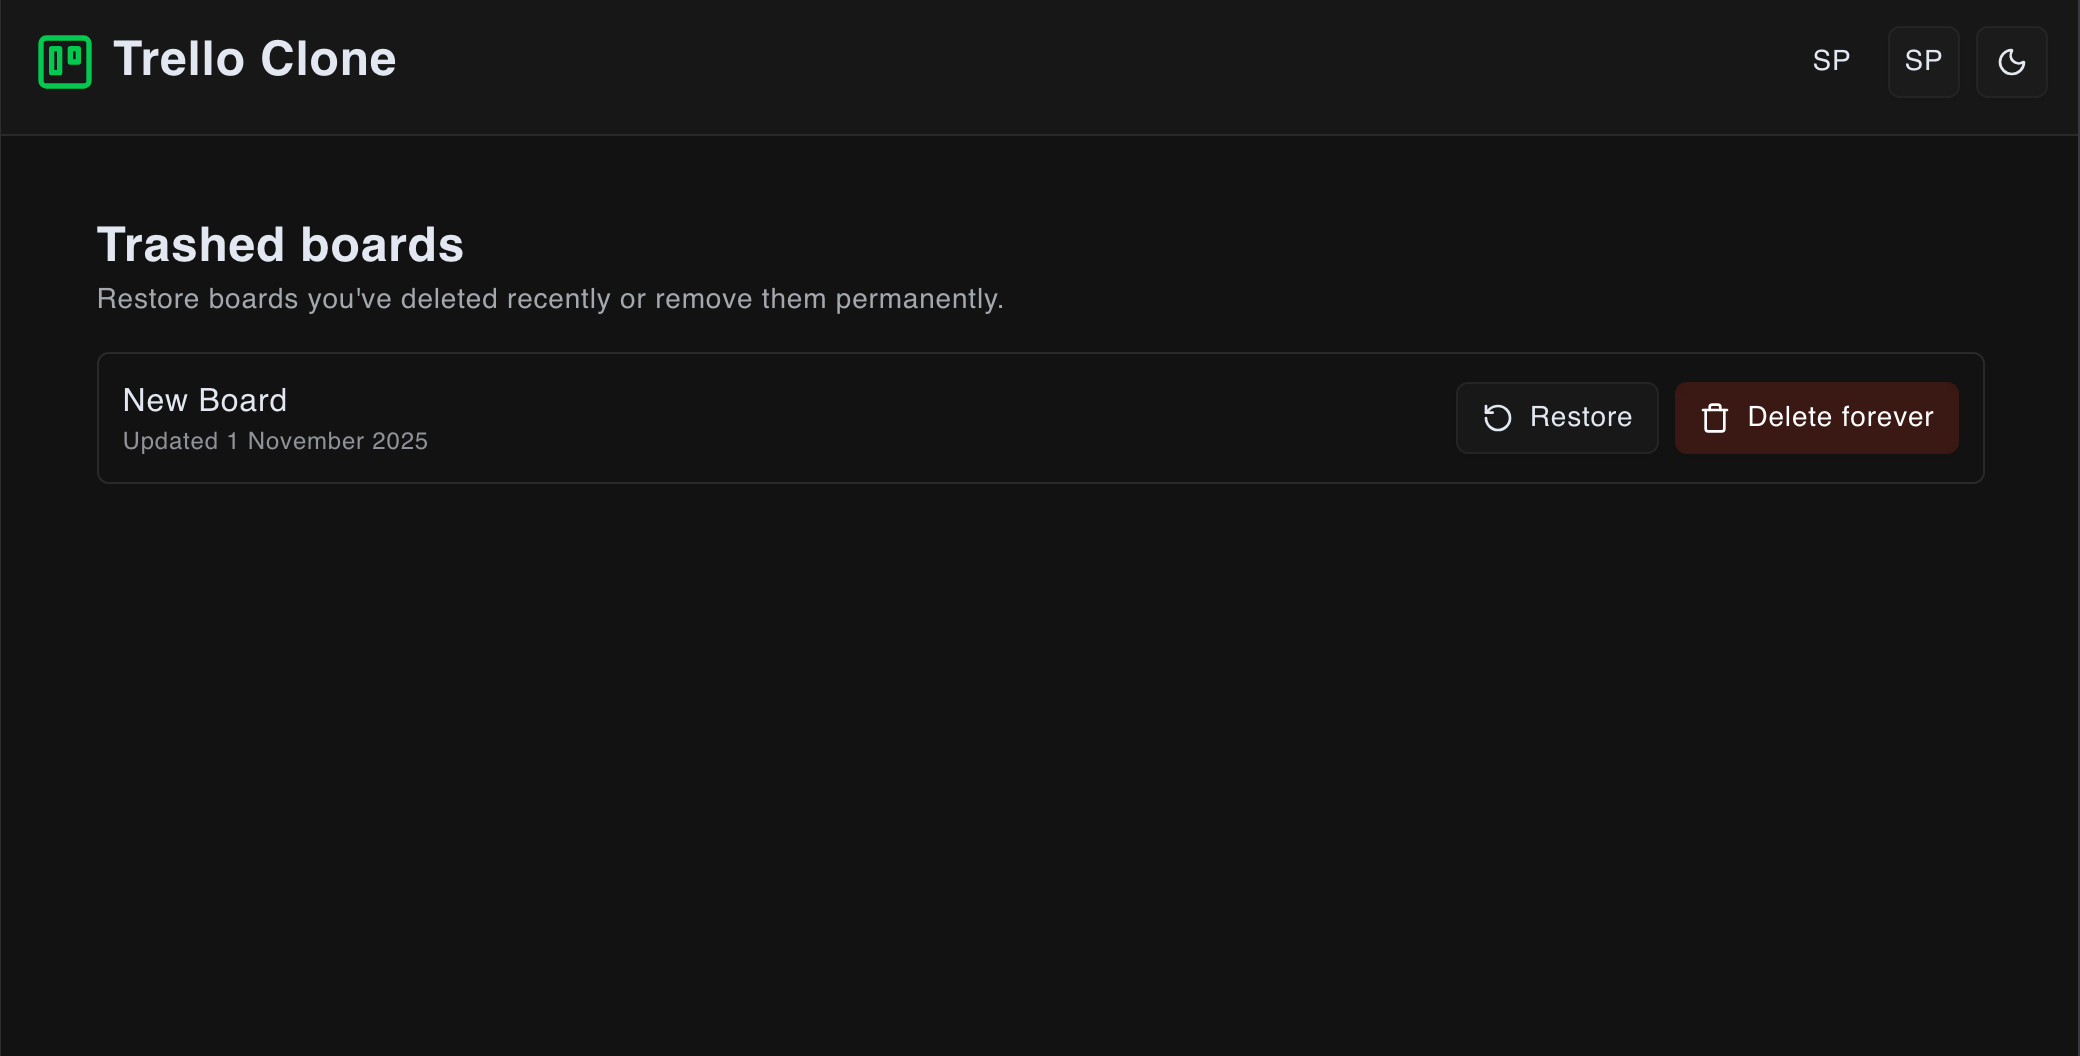 Trello Clone
SP
SP
Trashed boards
Restore boards you've deleted recently or remove them permanently.
New Board
Updated 1 November 2025
Restore
Delete forever